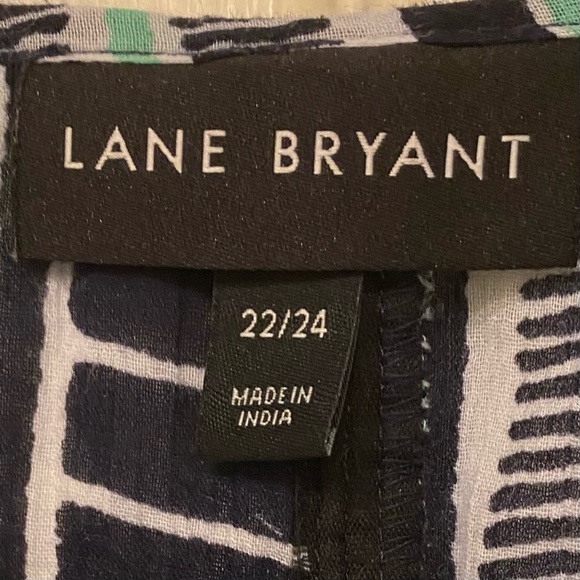 LANE BRYANT
22/24
MADE IN
INDIA